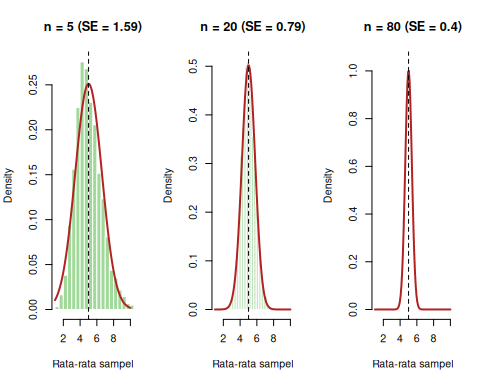 n = 5 (SE = 1.59)
n = 20 (SE = 0.79)
n = 80 (SE = 0.4)
Density
0.00
0.05
0.10
0.15
0.20
0.25
2 4 6 8
Rata-rata sampel
Density
0.0
0.1
0.2
0.3
0.4
0.5
2 4 6 8
Rata-rata sampel
Density
0.0
0.2
0.4
0.6
0.8
1.0
2 4 6 8
Rata-rata sampel